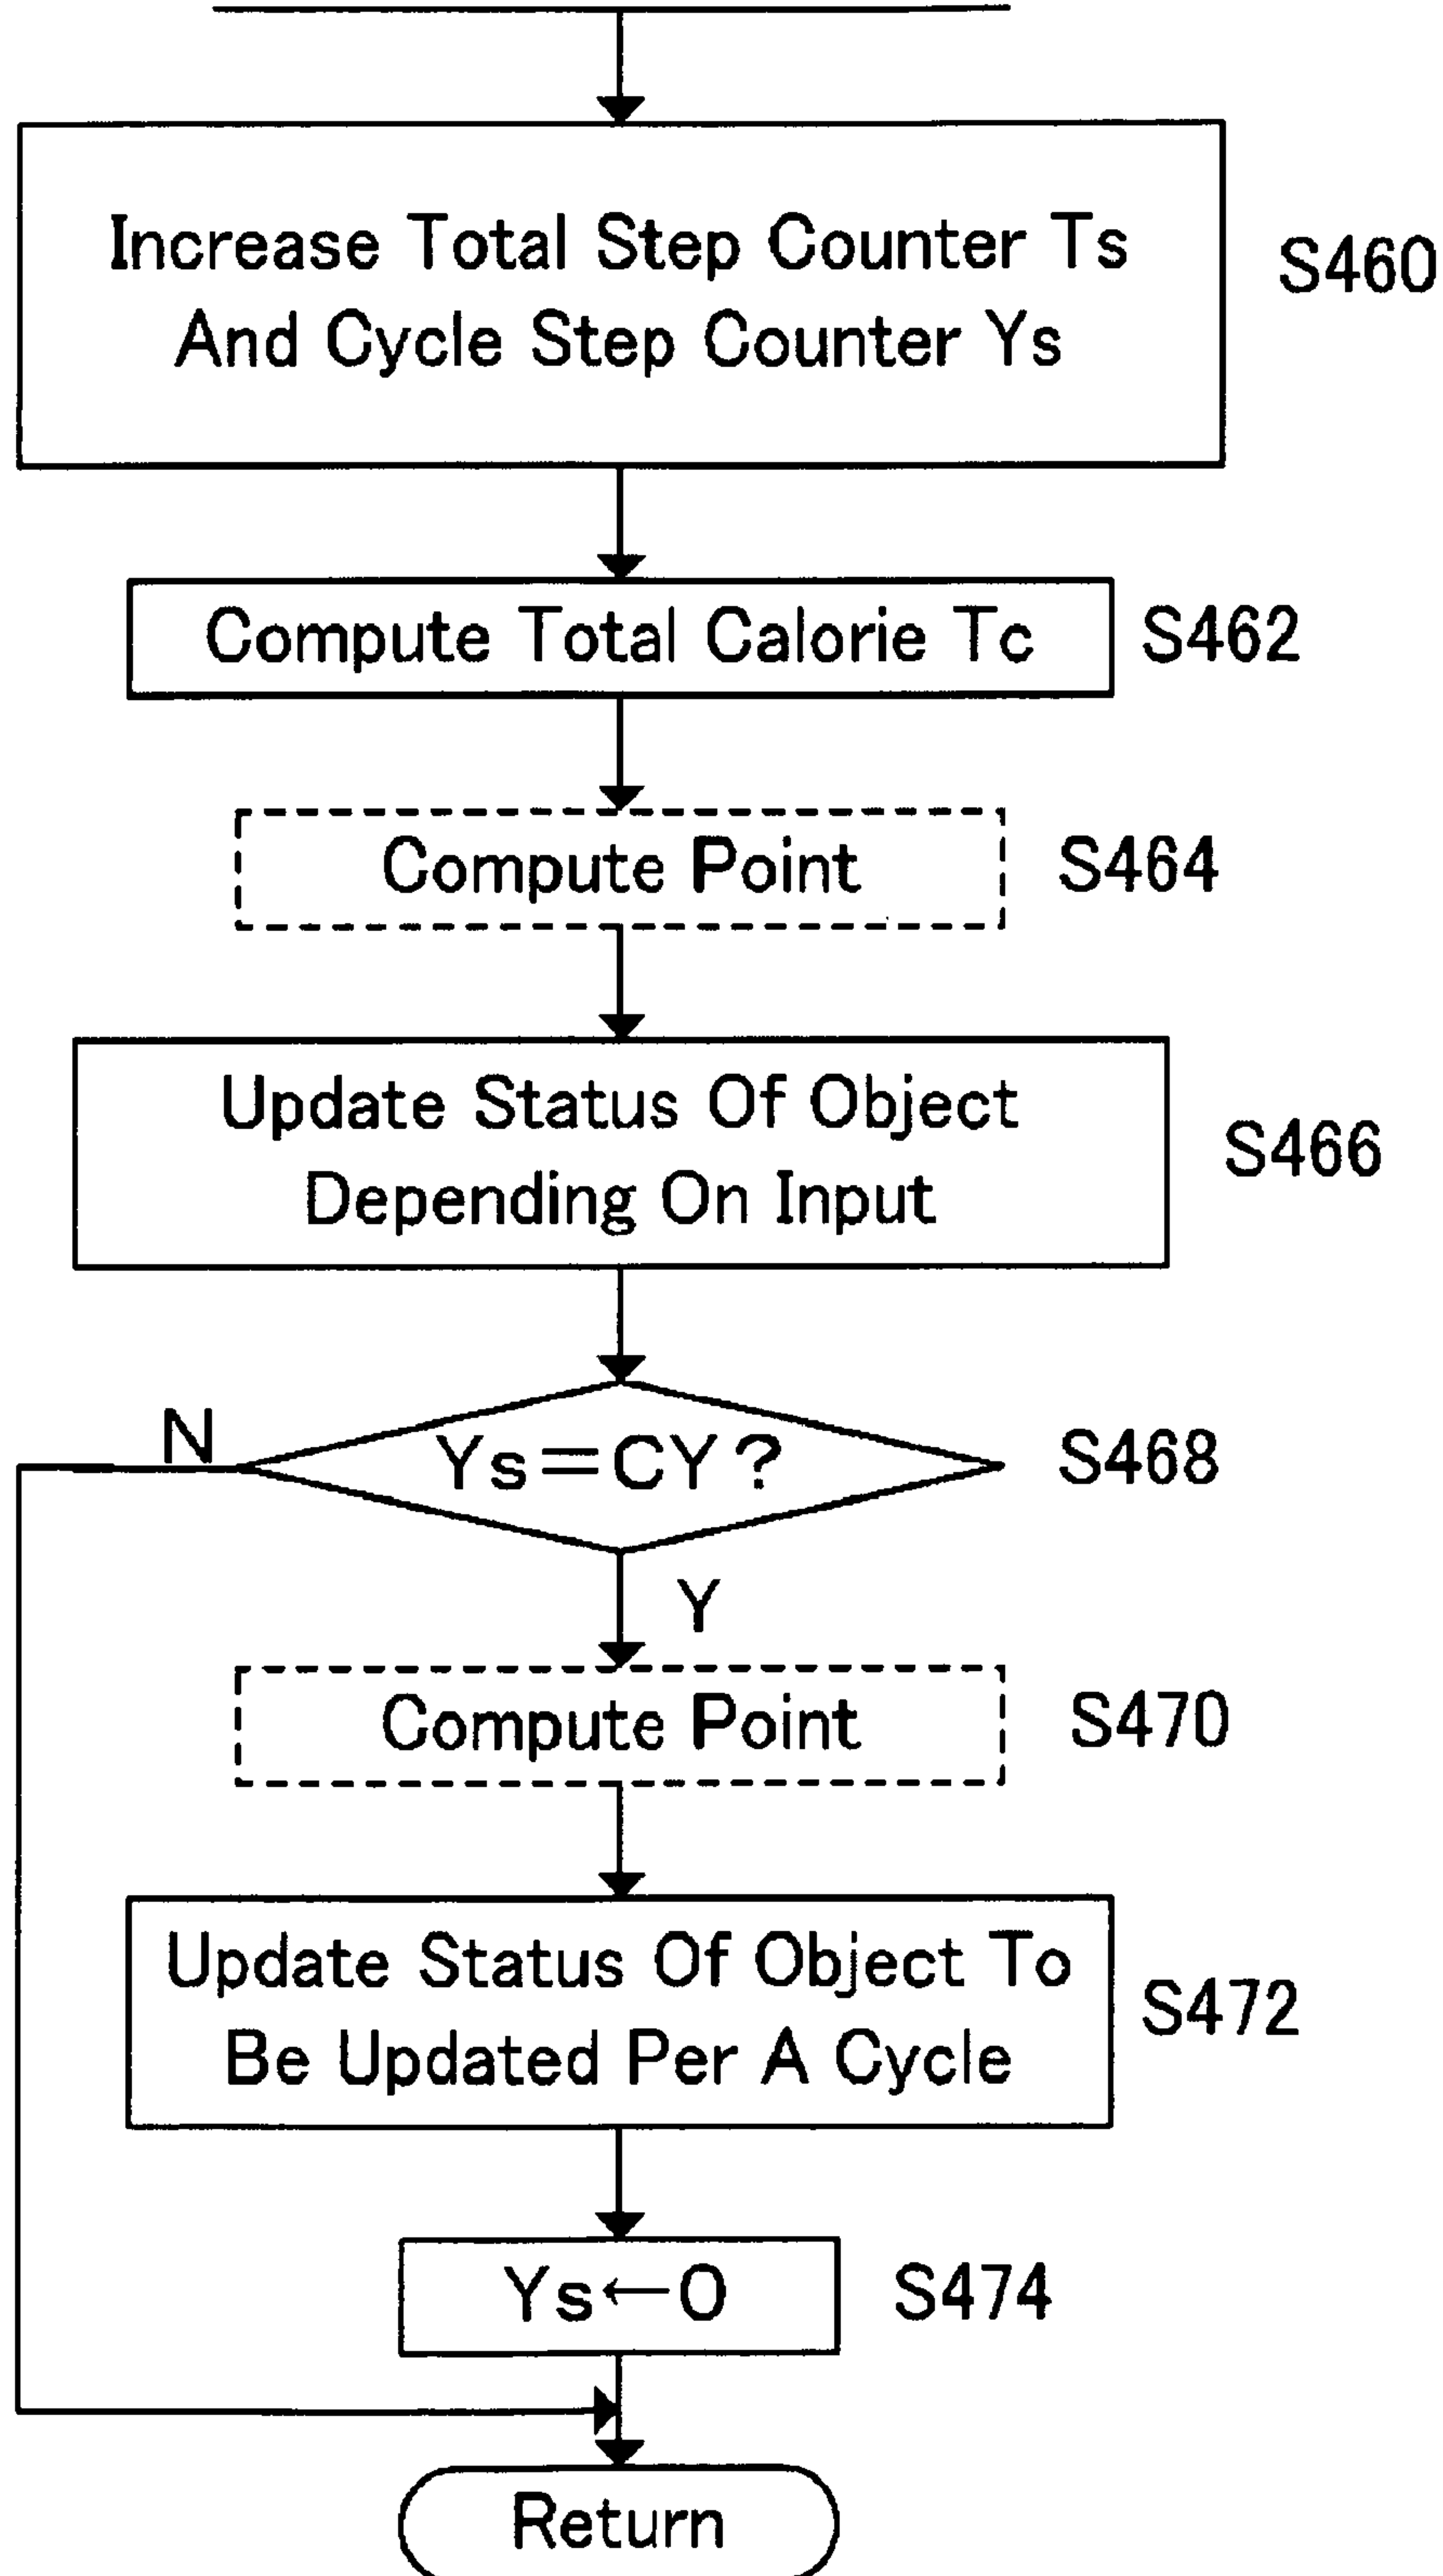 Increase Total Step Counter Ts
And Cycle Step Counter Ys
S460
Compute Total Calorie Tc
S462
Compute Point
S464
Update Status Of Object
Depending On Input
S466
N
Ys=CY?
S468
Y
Compute Point
S470
Update Status Of Object To
Be Updated Per A Cycle
S472
Ys←0
S474
Return